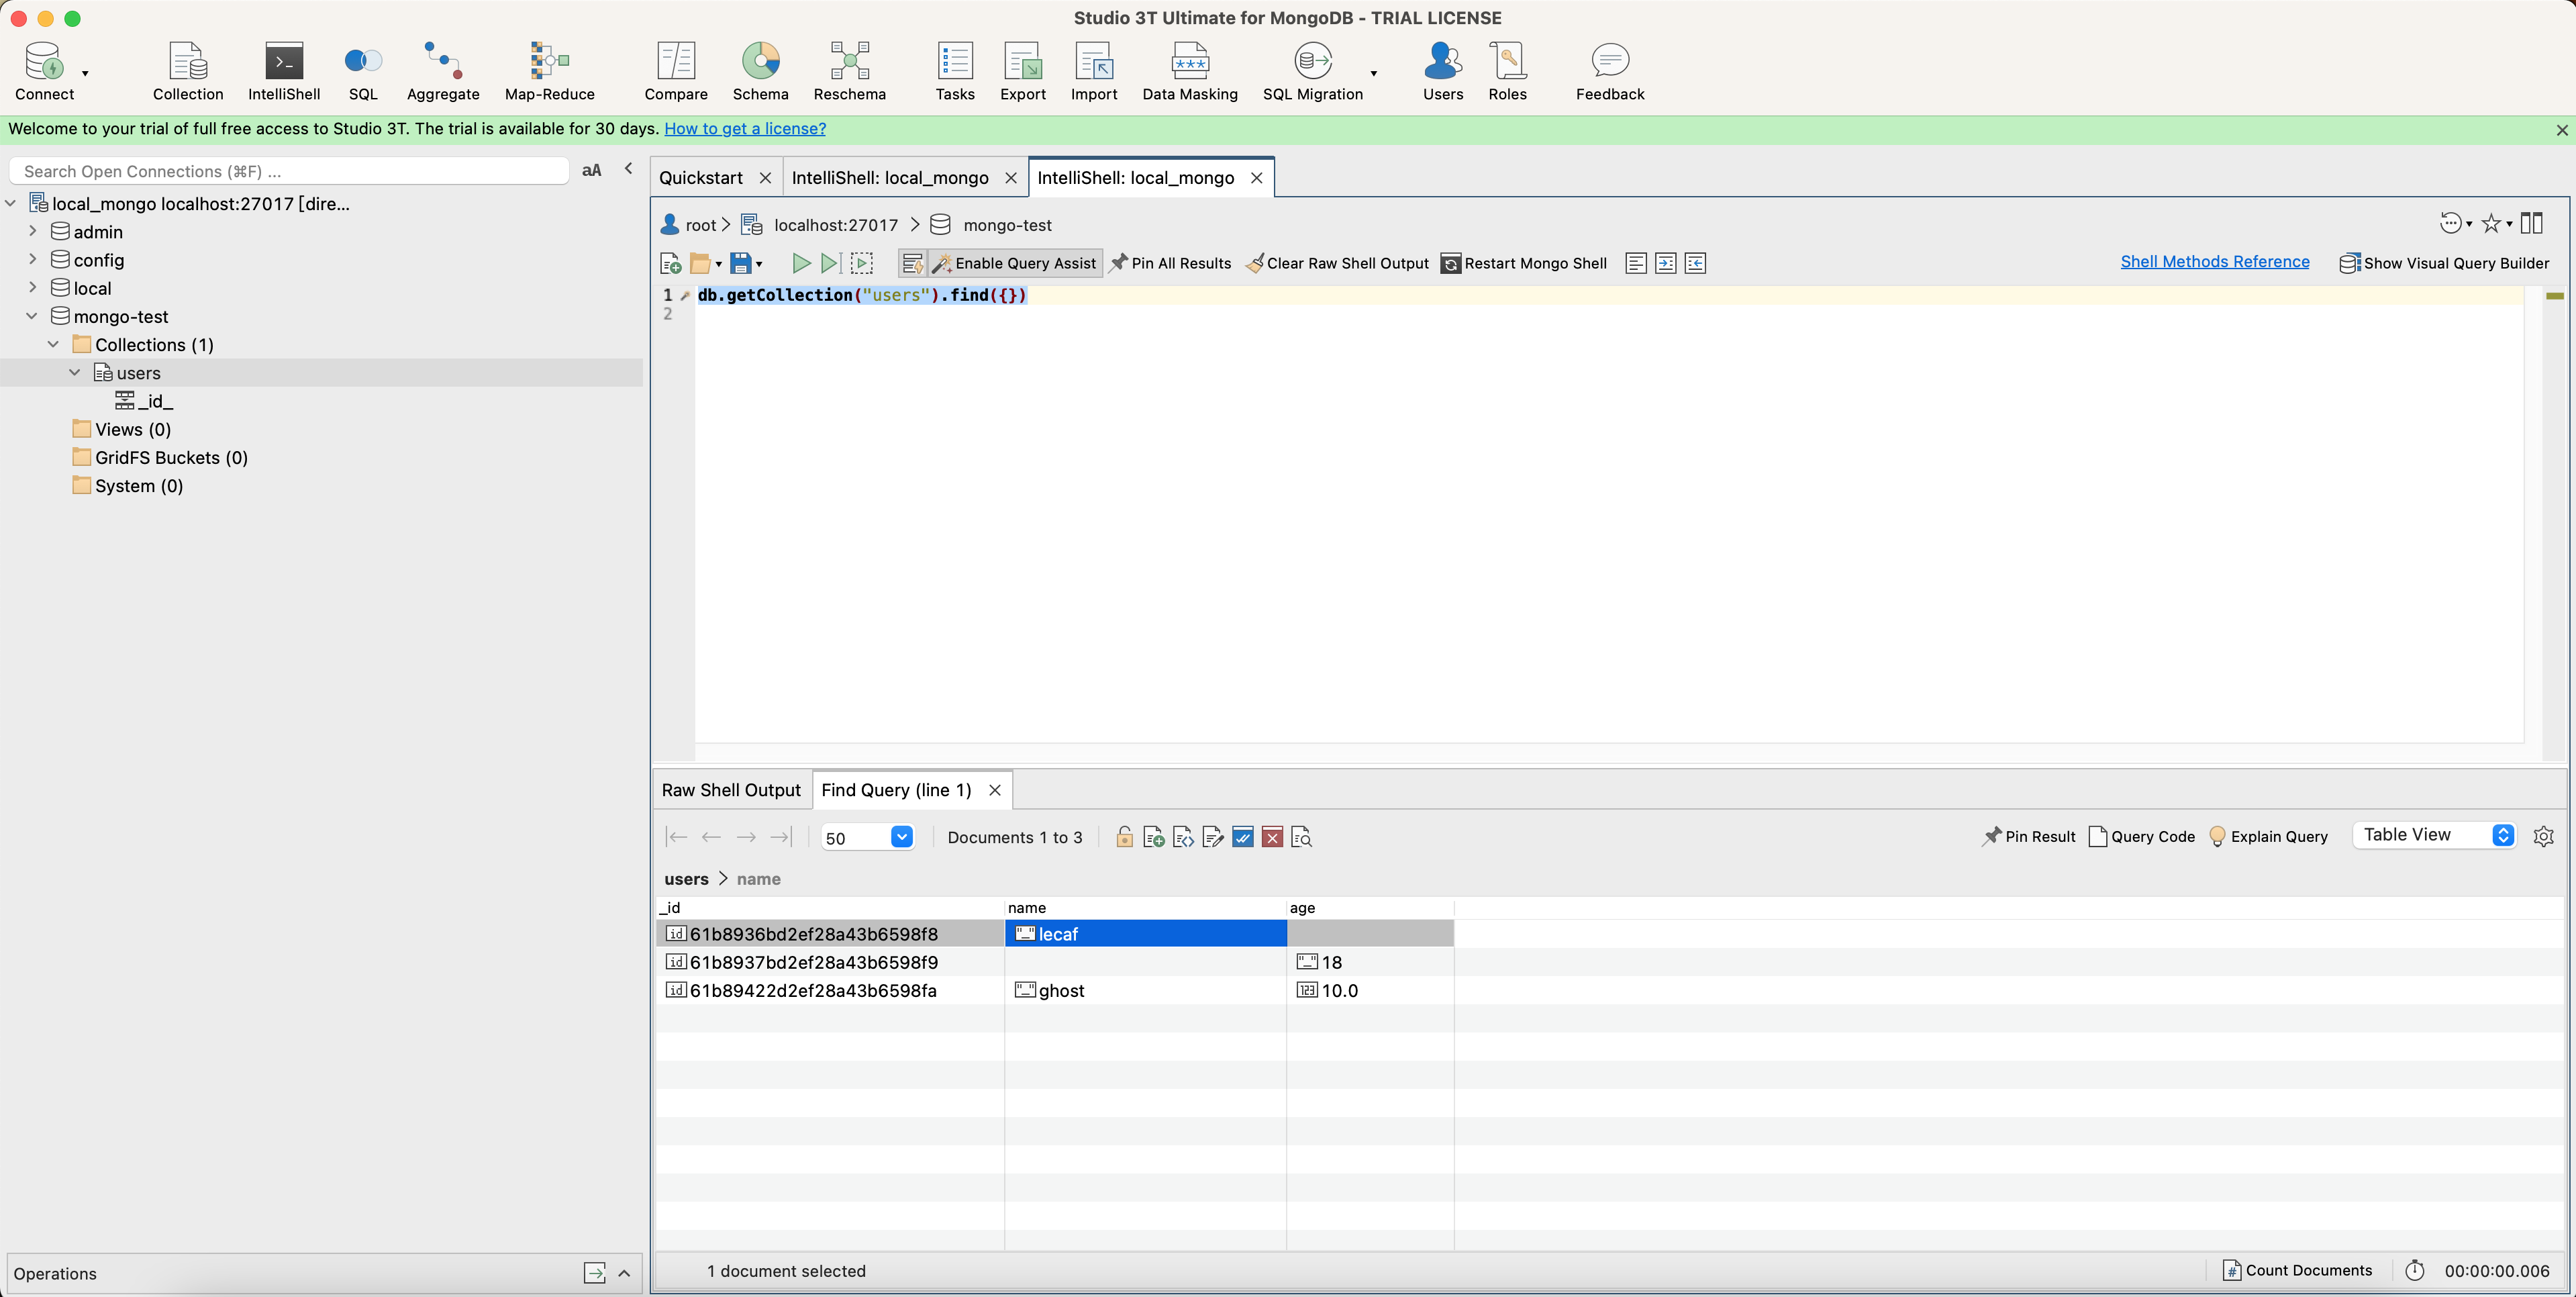 Studio 3T Ultimate for MongoDB - TRIAL LICENSE
Connect Collection IntelliShell SQL Aggregate Map-Reduce Compare Schema Reschema Tasks Export Import Data Masking SQL Migration Users Roles Feedback
Welcome to your trial of full free access to Studio 3T. The trial is available for 30 days. How to get a license?
Search Open Connections (⌘F) ... aA
Quickstart IntelliShell: local_mongo IntelliShell: local_mongo
local_mongo localhost:27017 [dire...
admin
config
local
mongo-test
Collections (1)
users
_id_
Views (0)
GridFS Buckets (0)
System (0)
root localhost:27017 mongo-test
Enable Query Assist Pin All Results Clear Raw Shell Output Restart Mongo Shell Shell Methods Reference Show Visual Query Builder
1 db.getCollection("users").find({})
2
Raw Shell Output Find Query (line 1)
50 Documents 1 to 3 Pin Result Query Code Explain Query Table View
users > name
_id name age
id 61b8936bd2ef28a43b6598f8 "_" lecaf
id 61b8937bd2ef28a43b6598f9 "_" 18
id 61b89422d2ef28a43b6598fa "_" ghost 123 10.0
Operations
1 document selected # Count Documents 00:00:00.006